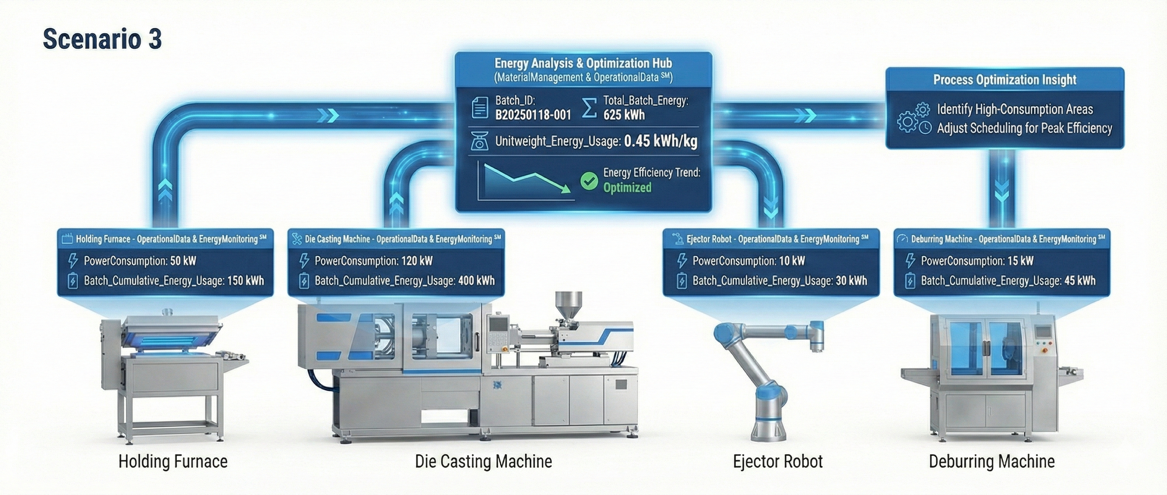 Scenario 3
Energy Analysis & Optimization Hub
(MaterialManagement & OperationalData SM)
Batch_ID:
B20250118-001
Total_Batch_Energy:
625 kWh
Unitweight_Energy_Usage: 0.45 kWh/kg
Energy Efficiency Trend:
Optimized
Process Optimization Insight
Identify High-Consumption Areas
Adjust Scheduling for Peak Efficiency
Holding Furnace - OperationalData & EnergyMonitoring SM
PowerConsumption: 50 kW
Batch_Cumulative_Energy_Usage: 150 kWh
Die Casting Machine - OperationalData & EnergyMonitoring SM
PowerConsumption: 120 kW
Batch_Cumulative_Energy_Usage: 400 kWh
Ejector Robot - OperationalData & EnergyMonitoring SM
PowerConsumption: 10 kW
Batch_Cumulative_Energy_Usage: 30 kWh
Deburring Machine - OperationalData & EnergyMonitoring SM
PowerConsumption: 15 kW
Batch_Cumulative_Energy_Usage: 45 kWh
Holding Furnace
Die Casting Machine
Ejector Robot
Deburring Machine